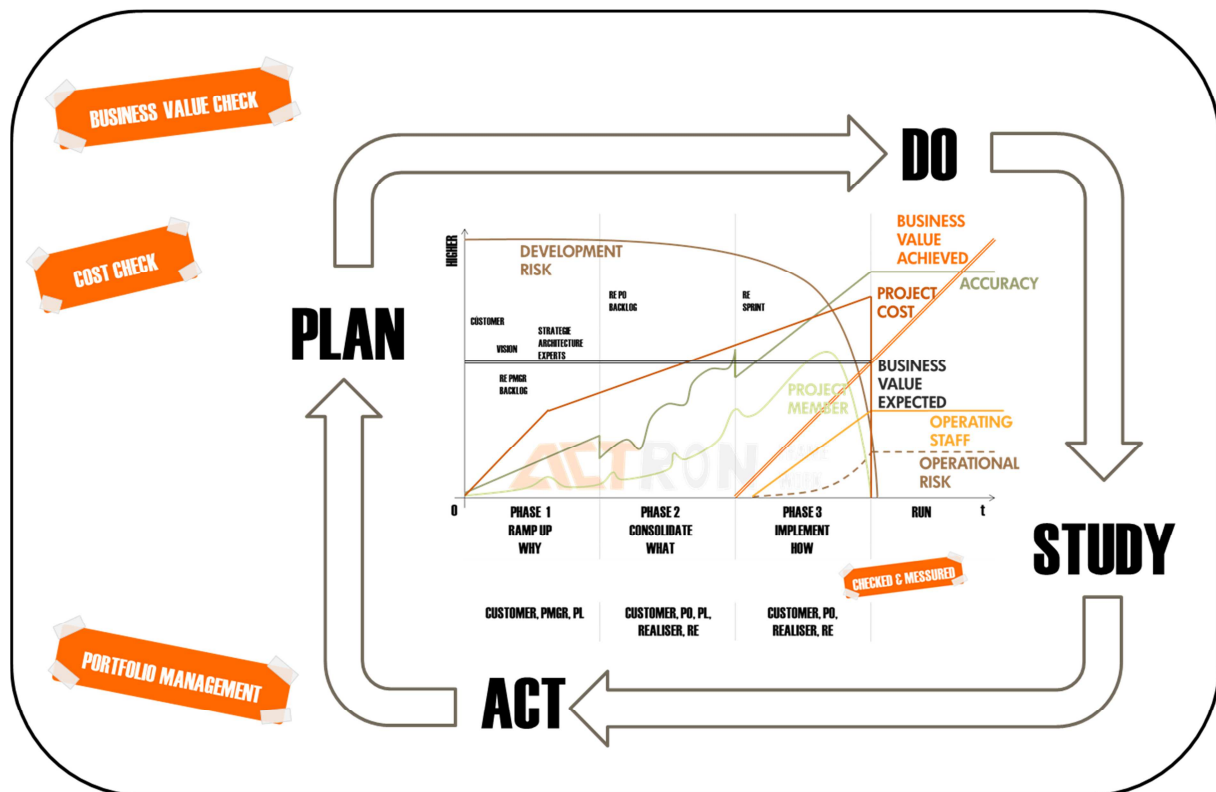 BUSINESS VALUE CHECK
COST CHECK
PORTFOLIO MANAGEMENT
PLAN
DO
STUDY
ACT
HIGHER
DEVELOPMENT
RISK
BUSINESS
VALUE
ACHIEVED
ACCURACY
PROJECT
COST
RE PO
BACKLOG
RE
SPRINT
CUSTOMER
VISION
STRATEGIE
ARCHITECTURE
EXPERTS
RE PMGR
BACKLOG
PROJECT
MEMBER
BUSINESS
VALUE
EXPECTED
OPERATING
STAFF
OPERATIONAL
RISK
ACTRON
0
PHASE 1
RAMP UP
WHY
PHASE 2
CONSOLIDATE
WHAT
PHASE 3
IMPLEMENT
HOW
RUN
t
CHECKED & MESSURED
CUSTOMER, PMGR, PL
CUSTOMER, PO, PL,
REALISER, RE
CUSTOMER, PO,
REALISER, RE